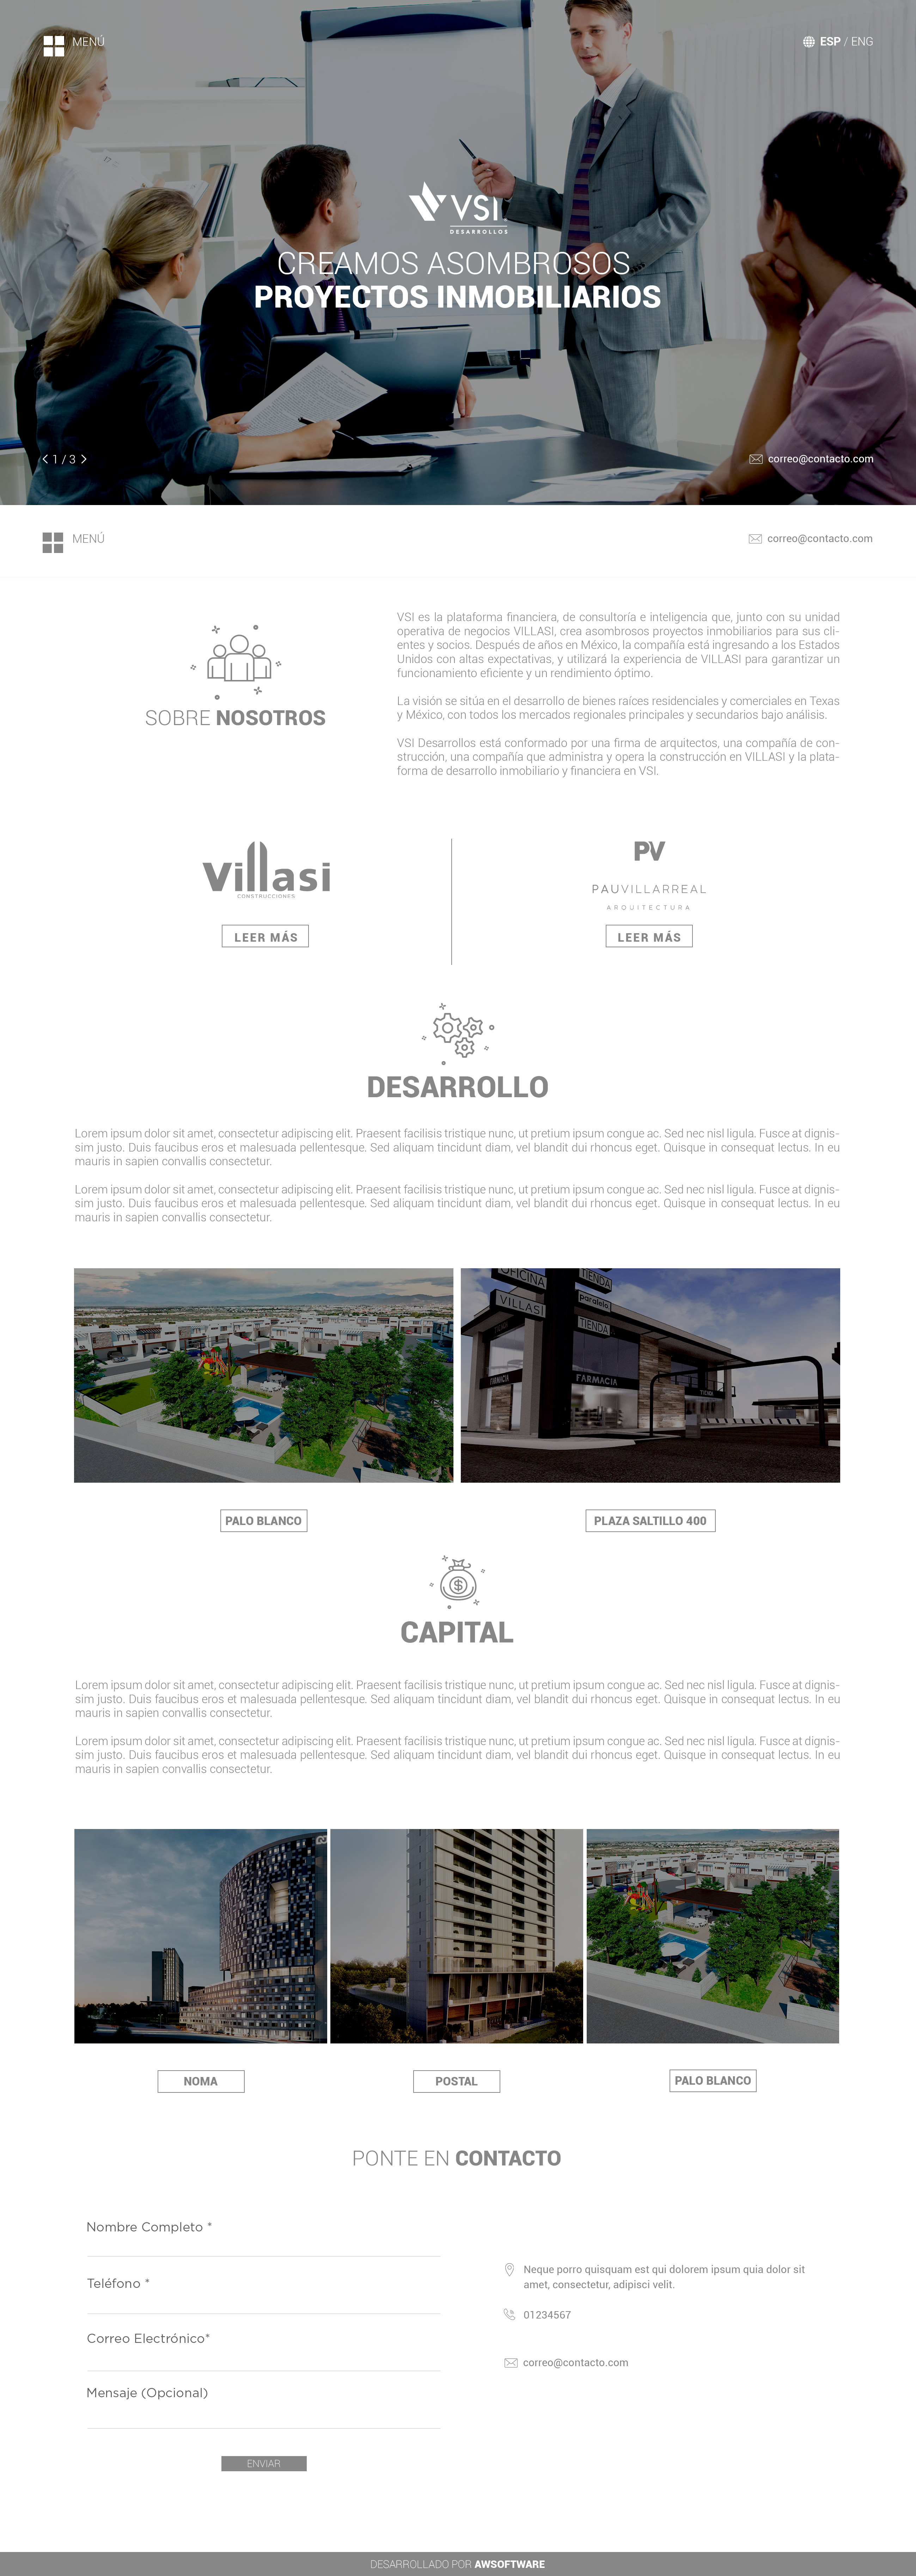 MENÚ
ESP / ENG
VSI
DESARROLLOS
CREAMOS ASOMBROSOS
PROYECTOS INMOBILIARIOS
1 / 3
correo@contacto.com
MENÚ
correo@contacto.com
VSI es la plataforma financiera, de consultoría e inteligencia que, junto con su unidad
operativa de negocios VILLASI, crea asombrosos proyectos inmobiliarios para sus cli-
entes y socios. Después de años en México, la compañía está ingresando a los Estados
Unidos con altas expectativas, y utilizará la experiencia de VILLASI para garantizar un
funcionamiento eficiente y un rendimiento óptimo.
La visión se sitúa en el desarrollo de bienes raíces residenciales y comerciales en Texas
y México, con todos los mercados regionales principales y secundarios bajo análisis.
VSI Desarrollos está conformado por una firma de arquitectos, una compañía de con-
strucción, una compañía que administra y opera la construcción en VILLASI y la plata-
forma de desarrollo inmobiliario y financiera en VSI.
SOBRE NOSOTROS
Villasi
CONSTRUCCIONES
LEER MÁS
PV
PAUVILLARREAL
ARQUITECTURA
LEER MÁS
DESARROLLO
Lorem ipsum dolor sit amet, consectetur adipiscing elit. Praesent facilisis tristique nunc, ut pretium ipsum congue ac. Sed nec nisl ligula. Fusce at dignis-
sim justo. Duis faucibus eros et malesuada pellentesque. Sed aliquam tincidunt diam, vel blandit dui rhoncus eget. Quisque in consequat lectus. In eu
mauris in sapien convallis consectetur.
Lorem ipsum dolor sit amet, consectetur adipiscing elit. Praesent facilisis tristique nunc, ut pretium ipsum congue ac. Sed nec nisl ligula. Fusce at dignis-
sim justo. Duis faucibus eros et malesuada pellentesque. Sed aliquam tincidunt diam, vel blandit dui rhoncus eget. Quisque in consequat lectus. In eu
mauris in sapien convallis consectetur.
OFICINA
TIENDA
VILLASI
paralelo
TIENDA
FARMACIA
FARMACIA
TIENDA
PALO BLANCO
PLAZA SALTILLO 400
CAPITAL
Lorem ipsum dolor sit amet, consectetur adipiscing elit. Praesent facilisis tristique nunc, ut pretium ipsum congue ac. Sed nec nisl ligula. Fusce at dignis-
sim justo. Duis faucibus eros et malesuada pellentesque. Sed aliquam tincidunt diam, vel blandit dui rhoncus eget. Quisque in consequat lectus. In eu
mauris in sapien convallis consectetur.
Lorem ipsum dolor sit amet, consectetur adipiscing elit. Praesent facilisis tristique nunc, ut pretium ipsum congue ac. Sed nec nisl ligula. Fusce at dignis-
sim justo. Duis faucibus eros et malesuada pellentesque. Sed aliquam tincidunt diam, vel blandit dui rhoncus eget. Quisque in consequat lectus. In eu
mauris in sapien convallis consectetur.
NOMA
POSTAL
PALO BLANCO
PONTE EN CONTACTO
Nombre Completo *
Teléfono *
Correo Electrónico*
Mensaje (Opcional)
ENVIAR
Neque porro quisquam est qui dolorem ipsum quia dolor sit
amet, consectetur, adipisci velit.
01234567
correo@contacto.com
DESARROLLADO POR AWSOFTWARE